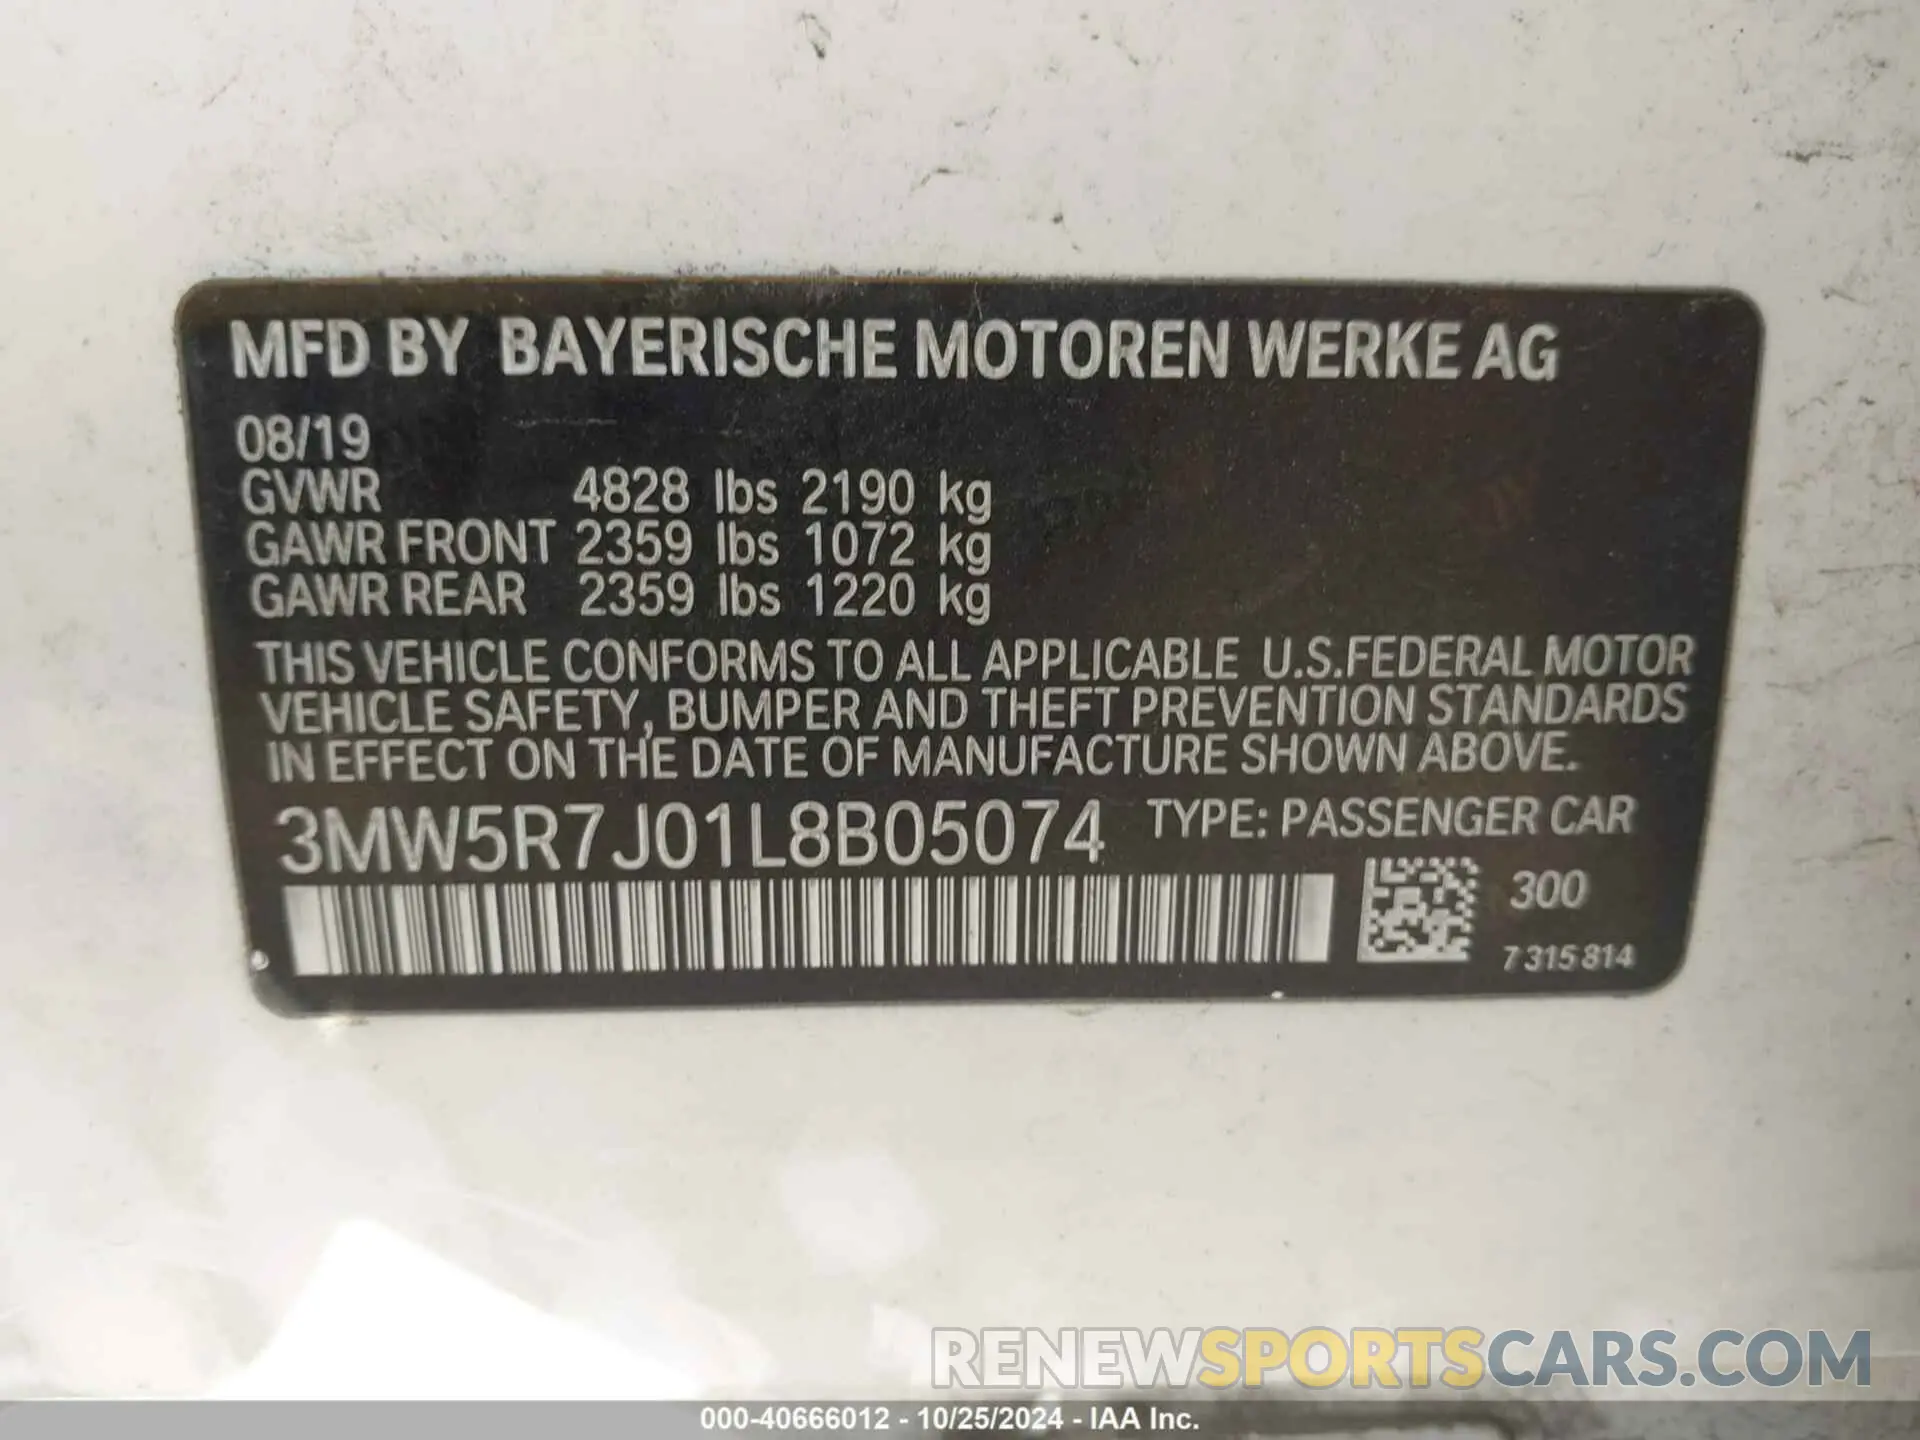 MFD BY BAYERISCHE MOTOREN WERKE AG
08/19
GVWR 4828 lbs 2190 kg
GAWR FRONT 2359 lbs 1072 kg
GAWR REAR 2359 lbs 1220 kg
THIS VEHICLE CONFORMS TO ALL APPLICABLE U.S.FEDERAL MOTOR
VEHICLE SAFETY, BUMPER AND THEFT PREVENTION STANDARDS
IN EFFECT ON THE DATE OF MANUFACTURE SHOWN ABOVE.
3MW5R7J01L8B05074 TYPE: PASSENGER CAR
300
7 315 814
RENEWSPORTSCARS.COM
000-40666012 - 10/25/2024 - IAA Inc.